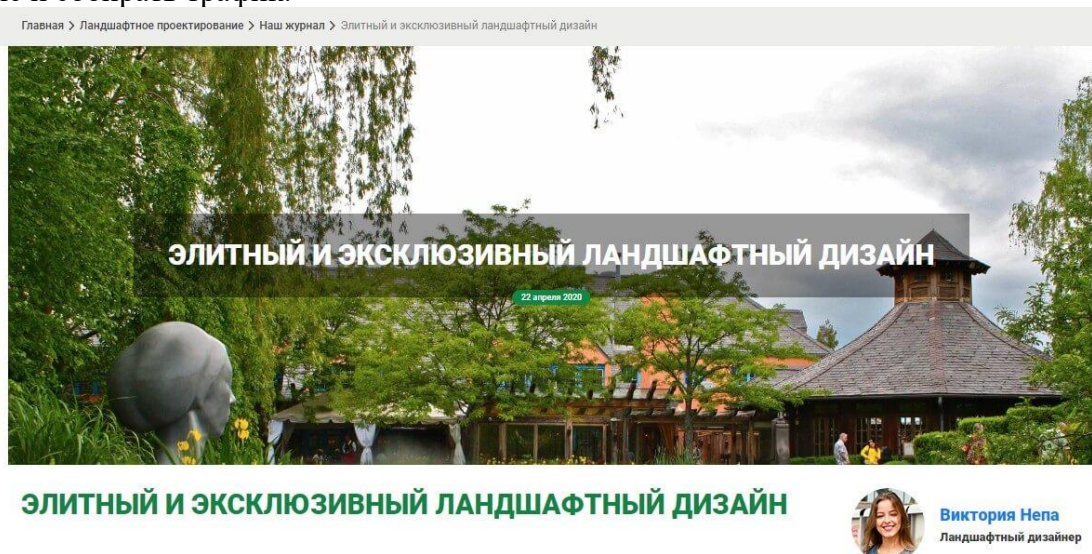 Главная > Ландшафтное проектирование > Наш журнал > Элитный и эксклюзивный ландшафтный дизайн
ЭЛИТНЫЙ И ЭКСКЛЮЗИВНЫЙ ЛАНДШАФТНЫЙ ДИЗАЙН
22 апреля 2020
ЭЛИТНЫЙ И ЭКСКЛЮЗИВНЫЙ ЛАНДШАФТНЫЙ ДИЗАЙН
Виктория Непа
Ландшафтный дизайнер